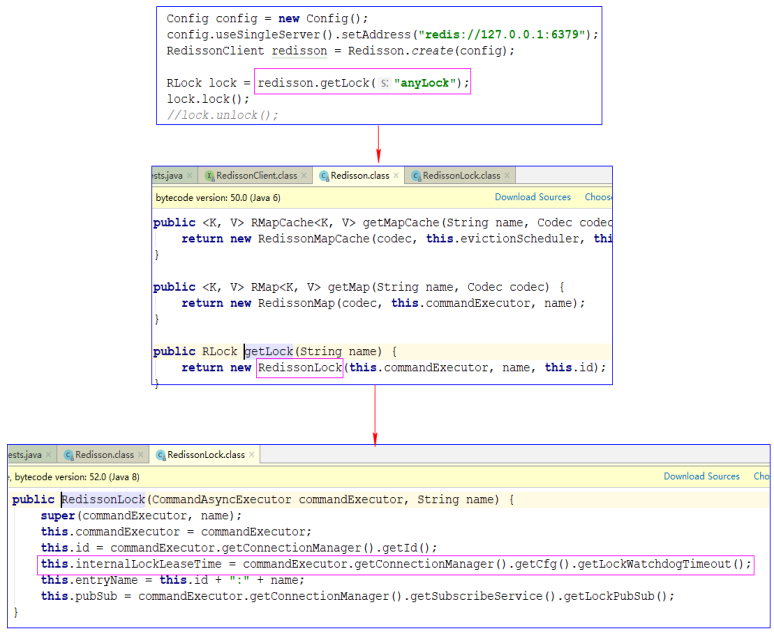 Config config = new Config();
config.useSingleServer().setAddress("redis://127.0.0.1:6379");
RedissonClient redisson = Redisson.create(config);
RLock lock = redisson.getLock( s: "anyLock");
lock.lock();
//lock.unlock();
ests.java × RedissonClient.class × Redisson.class × RedissonLock.class ×
bytecode version: 50.0 (Java 6) Download Sources Choose
public <K, V> RMapCache<K, V> getMapCache(String name, Codec codec
return new RedissonMapCache(codec, this.evictionScheduler, thi
}
public <K, V> RMap<K, V> getMap(String name, Codec codec) {
return new RedissonMap(codec, this.commandExecutor, name);
}
public RLock getLock(String name) {
return new RedissonLock(this.commandExecutor, name, this.id);
}
ests.java × Redisson.class × RedissonLock.class ×
, bytecode version: 52.0 (Java 8) Download Sources Cho
public RedissonLock(CommandAsyncExecutor commandExecutor, String name) {
super(commandExecutor, name);
this.commandExecutor = commandExecutor;
this.id = commandExecutor.getConnectionManager().getId();
this.internalLockLeaseTime = commandExecutor.getConnectionManager().getCfg().getLockWatchdogTimeout();
this.entryName = this.id + ":" + name;
this.pubSub = commandExecutor.getConnectionManager().getSubscribeService().getLockPubSub();
}